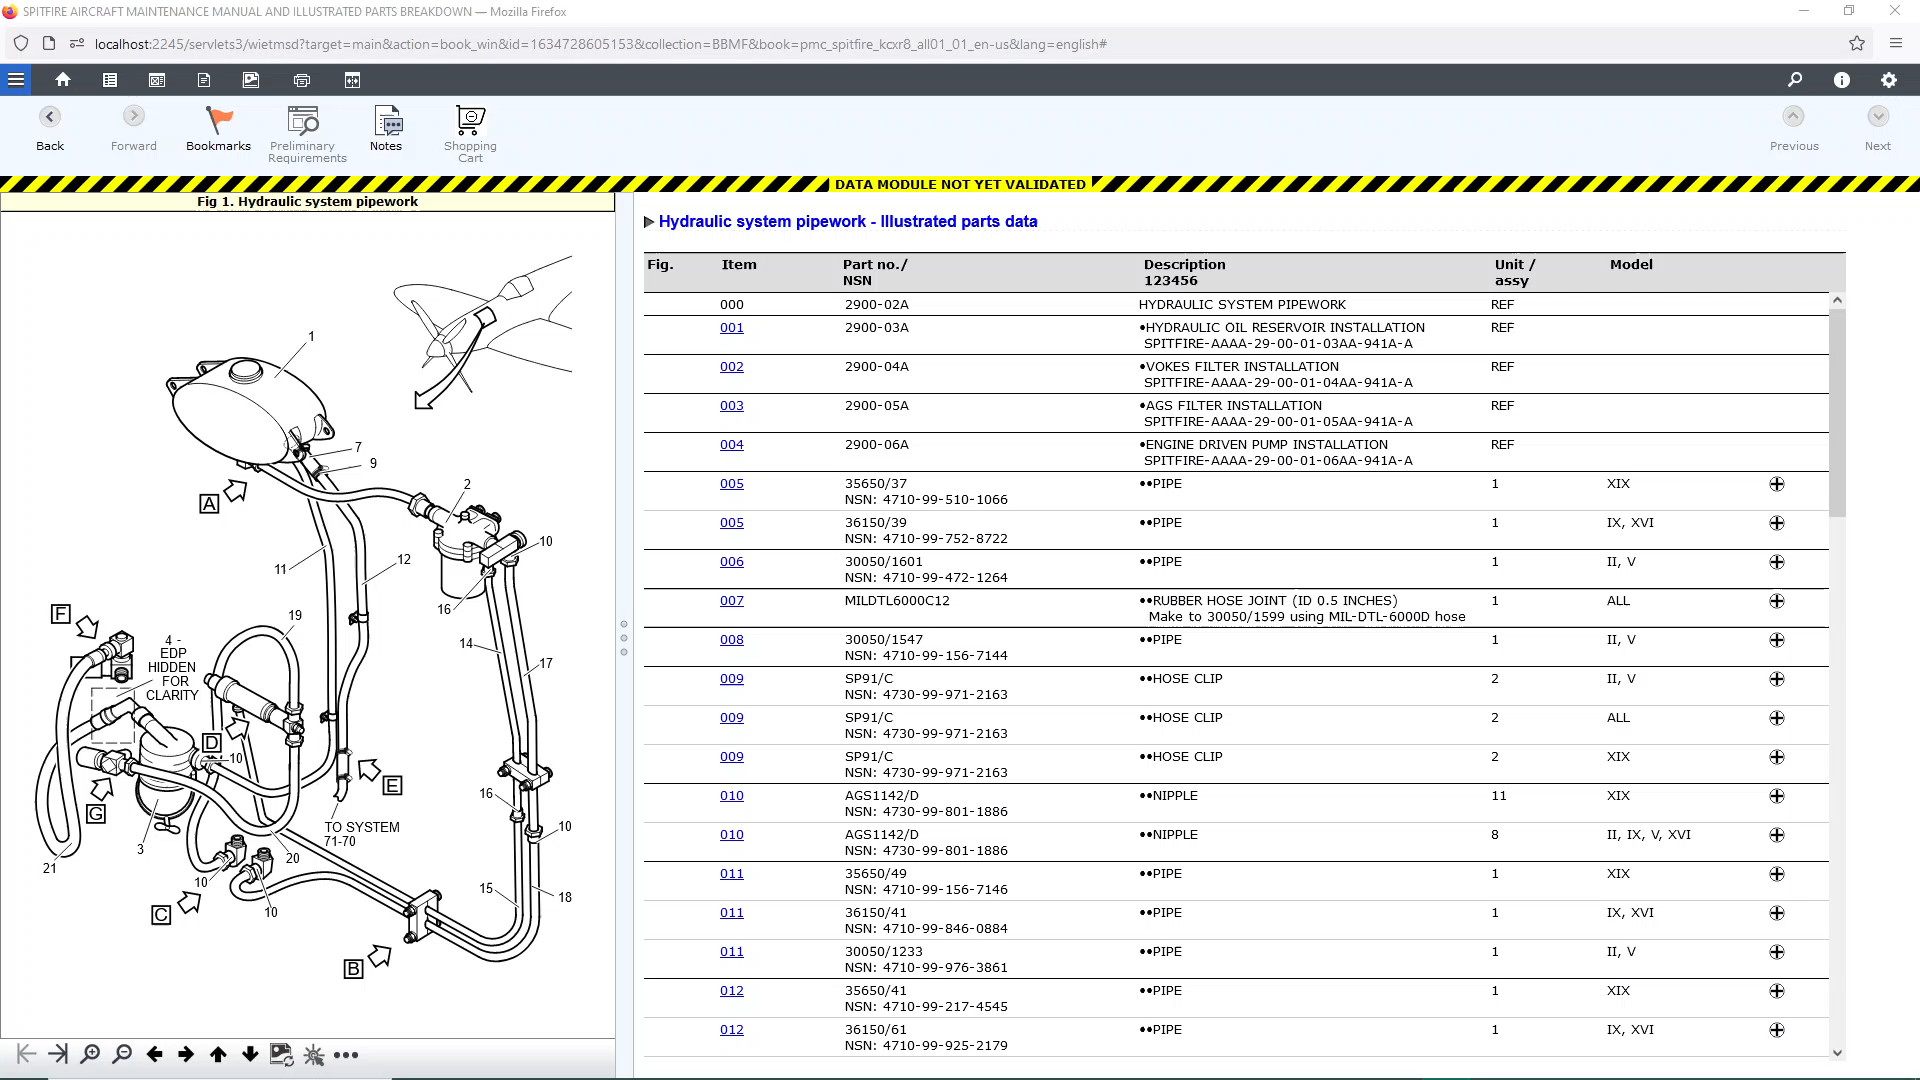 SPITFIRE AIRCRAFT MAINTENANCE MANUAL AND ILLUSTRATED PARTS BREAKDOWN — Mozilla Firefox
localhost:2245/servlets3/wietmsd?target=main&action=book_win&id=1634728605153&collection=BBMF&book=pmc_spitfire_kcxr8_all01_01_en-us&lang=english#
Back
Forward
Bookmarks
Preliminary
Requirements
Notes
Shopping
Cart
Previous
Next
DATA MODULE NOT YET VALIDATED
Fig 1. Hydraulic system pipework
1
7
9
2
A
10
11
12
16
F
19
14
4 -
EDP
HIDDEN
FOR
CLARITY
17
D
10
E
G
16
TO SYSTEM
71-70
10
3
20
21
10
15
18
C
10
B
Hydraulic system pipework - Illustrated parts data
Fig. Item Part no./ Description Unit / Model
NSN 123456 assy
000 2900-02A HYDRAULIC SYSTEM PIPEWORK REF
001 2900-03A •HYDRAULIC OIL RESERVOIR INSTALLATION REF
SPITFIRE-AAAA-29-00-01-03AA-941A-A
002 2900-04A •VOKES FILTER INSTALLATION REF
SPITFIRE-AAAA-29-00-01-04AA-941A-A
003 2900-05A •AGS FILTER INSTALLATION REF
SPITFIRE-AAAA-29-00-01-05AA-941A-A
004 2900-06A •ENGINE DRIVEN PUMP INSTALLATION REF
SPITFIRE-AAAA-29-00-01-06AA-941A-A
005 35650/37 ••PIPE 1 XIX
NSN: 4710-99-510-1066
005 36150/39 ••PIPE 1 IX, XVI
NSN: 4710-99-752-8722
006 30050/1601 ••PIPE 1 II, V
NSN: 4710-99-472-1264
007 MILDTL6000C12 ••RUBBER HOSE JOINT (ID 0.5 INCHES) 1 ALL
Make to 30050/1599 using MIL-DTL-6000D hose
008 30050/1547 ••PIPE 1 II, V
NSN: 4710-99-156-7144
009 SP91/C ••HOSE CLIP 2 II, V
NSN: 4730-99-971-2163
009 SP91/C ••HOSE CLIP 2 ALL
NSN: 4730-99-971-2163
009 SP91/C ••HOSE CLIP 2 XIX
NSN: 4730-99-971-2163
010 AGS1142/D ••NIPPLE 11 XIX
NSN: 4730-99-801-1886
010 AGS1142/D ••NIPPLE 8 II, IX, V, XVI
NSN: 4730-99-801-1886
011 35650/49 ••PIPE 1 XIX
NSN: 4710-99-156-7146
011 36150/41 ••PIPE 1 IX, XVI
NSN: 4710-99-846-0884
011 30050/1233 ••PIPE 1 II, V
NSN: 4710-99-976-3861
012 35650/41 ••PIPE 1 XIX
NSN: 4710-99-217-4545
012 36150/61 ••PIPE 1 IX, XVI
NSN: 4710-99-925-2179